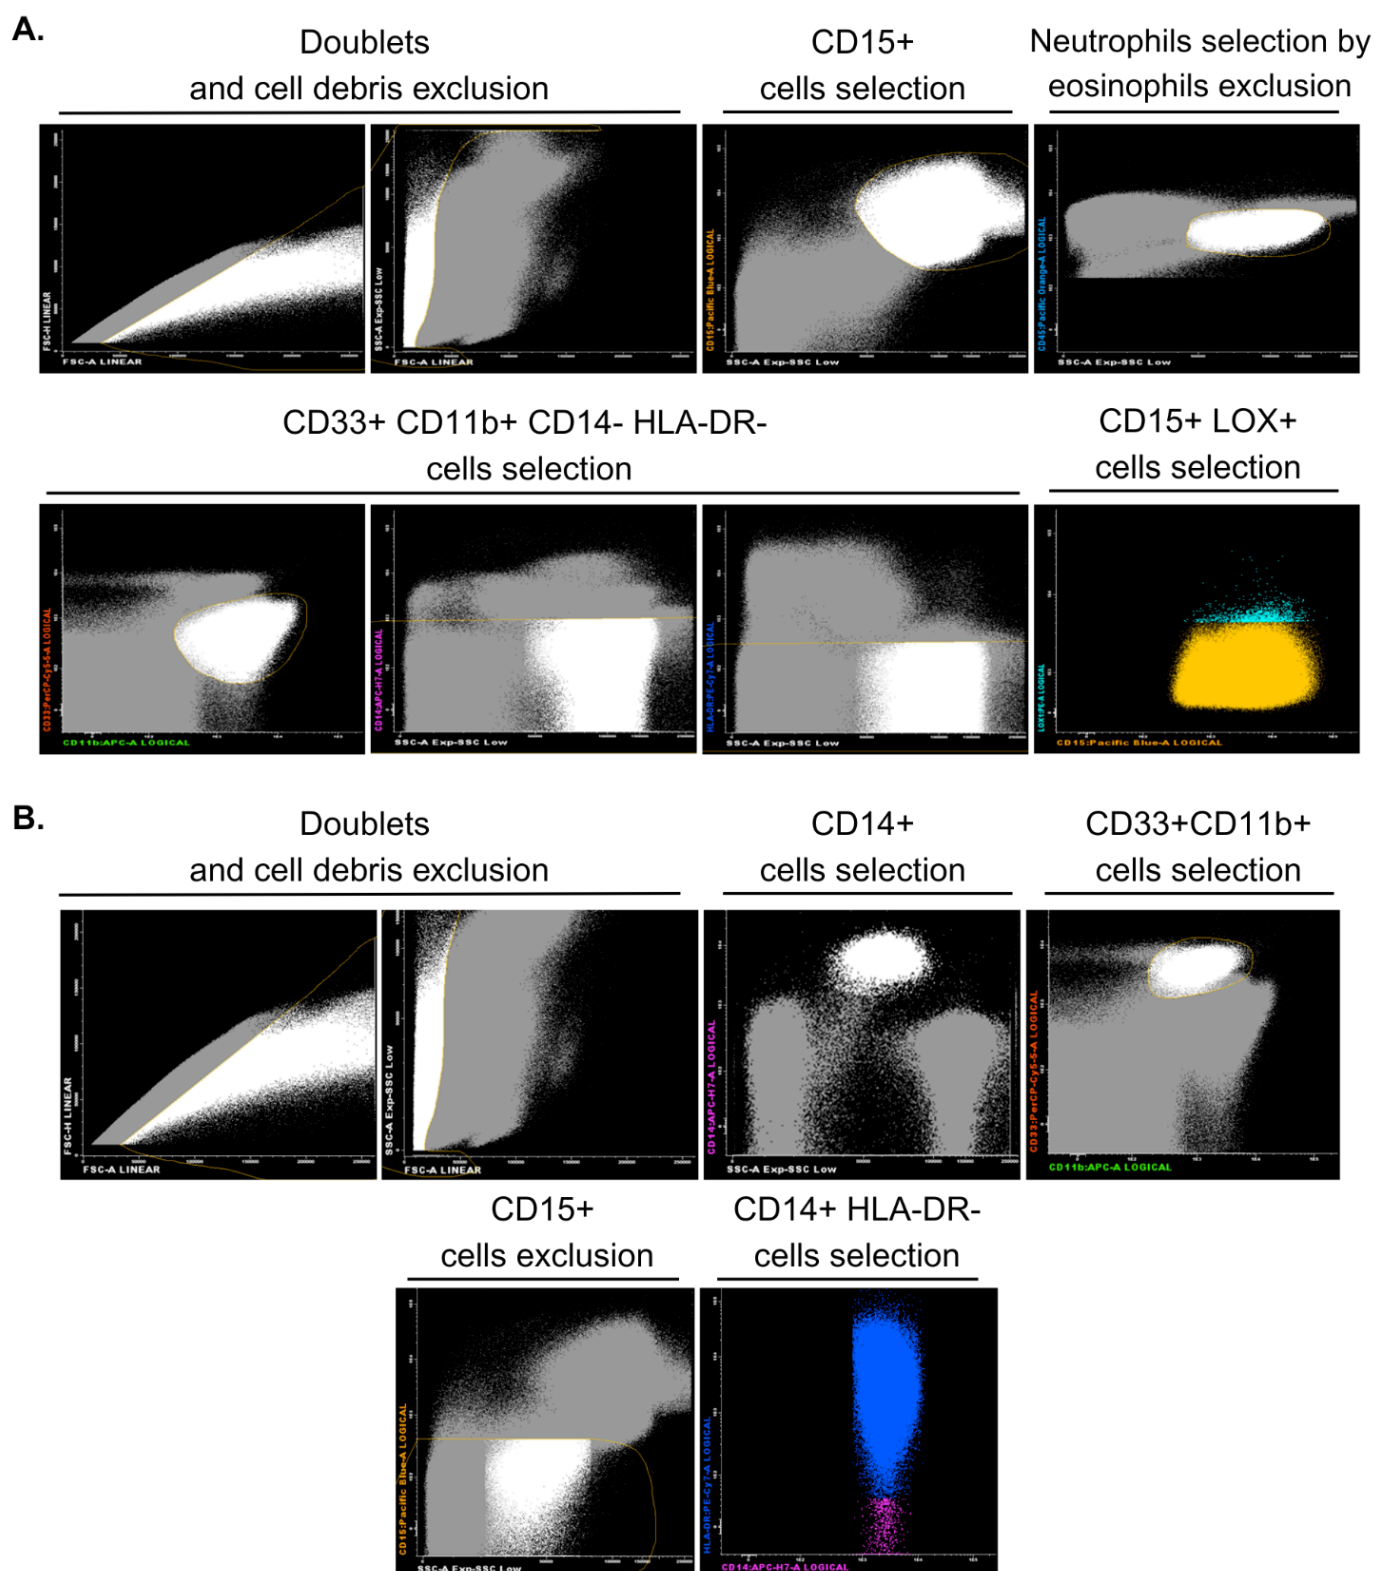 A.
Doublets
and cell debris exclusion
CD15+
cells selection
Neutrophils selection by
eosinophils exclusion
FSC-H LINEAR
FSC-A LINEAR
SSC-A Exp-SSC Low
FSC-A LINEAR
CD15:Pacific Blue-A LOGICAL
SSC-A Exp-SSC Low
CD45:Pacific Orange-A LOGICAL
SSC-A Exp-SSC Low
CD33+ CD11b+ CD14- HLA-DR-
cells selection
CD15+ LOX+
cells selection
CD33:PerCP-Cy5-5-A LOGICAL
CD11b:APC-A LOGICAL
CD14:APC-H7-A LOGICAL
SSC-A Exp-SSC Low
HLA-DR:PE-Cy7-A LOGICAL
SSC-A Exp-SSC Low
LOX1:PE-A LOGICAL
CD15:Pacific Blue-A LOGICAL
B.
Doublets
and cell debris exclusion
CD14+
cells selection
CD33+CD11b+
cells selection
FSC-H LINEAR
FSC-A LINEAR
SSC-A Exp-SSC Low
FSC-A LINEAR
CD14:APC-H7-A LOGICAL
SSC-A Exp-SSC Low
CD33:PerCP-Cy5-5-A LOGICAL
CD11b:APC-A LOGICAL
CD15+
cells exclusion
CD14+ HLA-DR-
cells selection
CD15:Pacific Blue-A LOGICAL
SSC-A Exp-SSC Low
HLA-DR:PE-Cy7-A LOGICAL
CD14:APC-H7-A LOGICAL